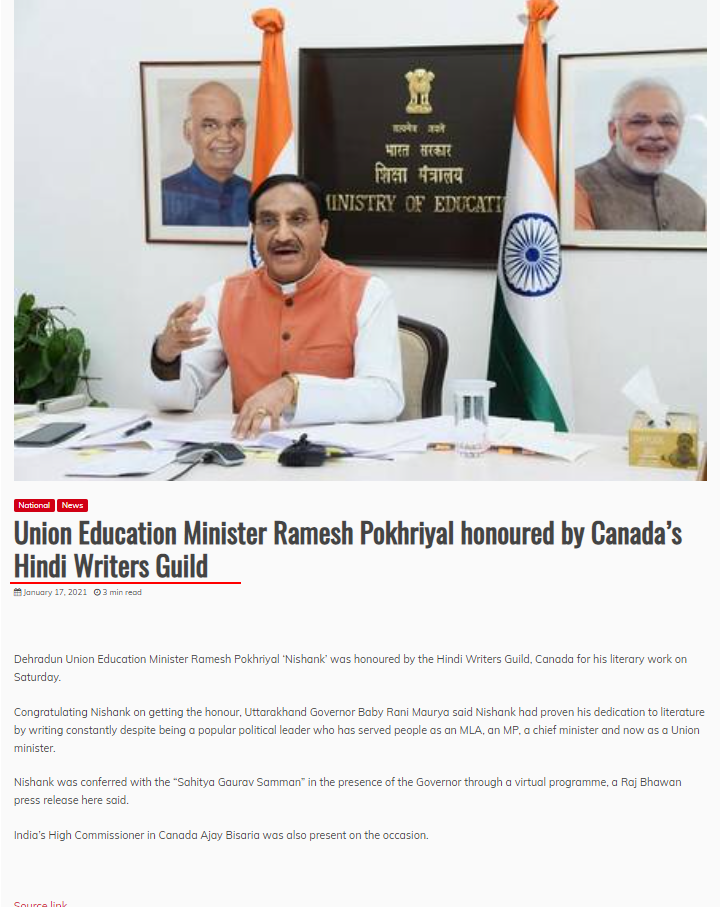 सत्यमेव जयते
भारत सरकार
शिक्षा मंत्रालय
MINISTRY OF EDUCATI
National News
Union Education Minister Ramesh Pokhriyal honoured by Canada’s
Hindi Writers Guild
January 17, 2021 3 min read
Dehradun Union Education Minister Ramesh Pokhriyal ‘Nishank’ was honoured by the Hindi Writers Guild, Canada for his literary work on
Saturday.
Congratulating Nishank on getting the honour, Uttarakhand Governor Baby Rani Maurya said Nishank had proven his dedication to literature
by writing constantly despite being a popular political leader who has served people as an MLA, an MP, a chief minister and now as a Union
minister.
Nishank was conferred with the “Sahitya Gaurav Samman” in the presence of the Governor through a virtual programme, a Raj Bhawan
press release here said.
India’s High Commissioner in Canada Ajay Bisaria was also present on the occasion.
Source link